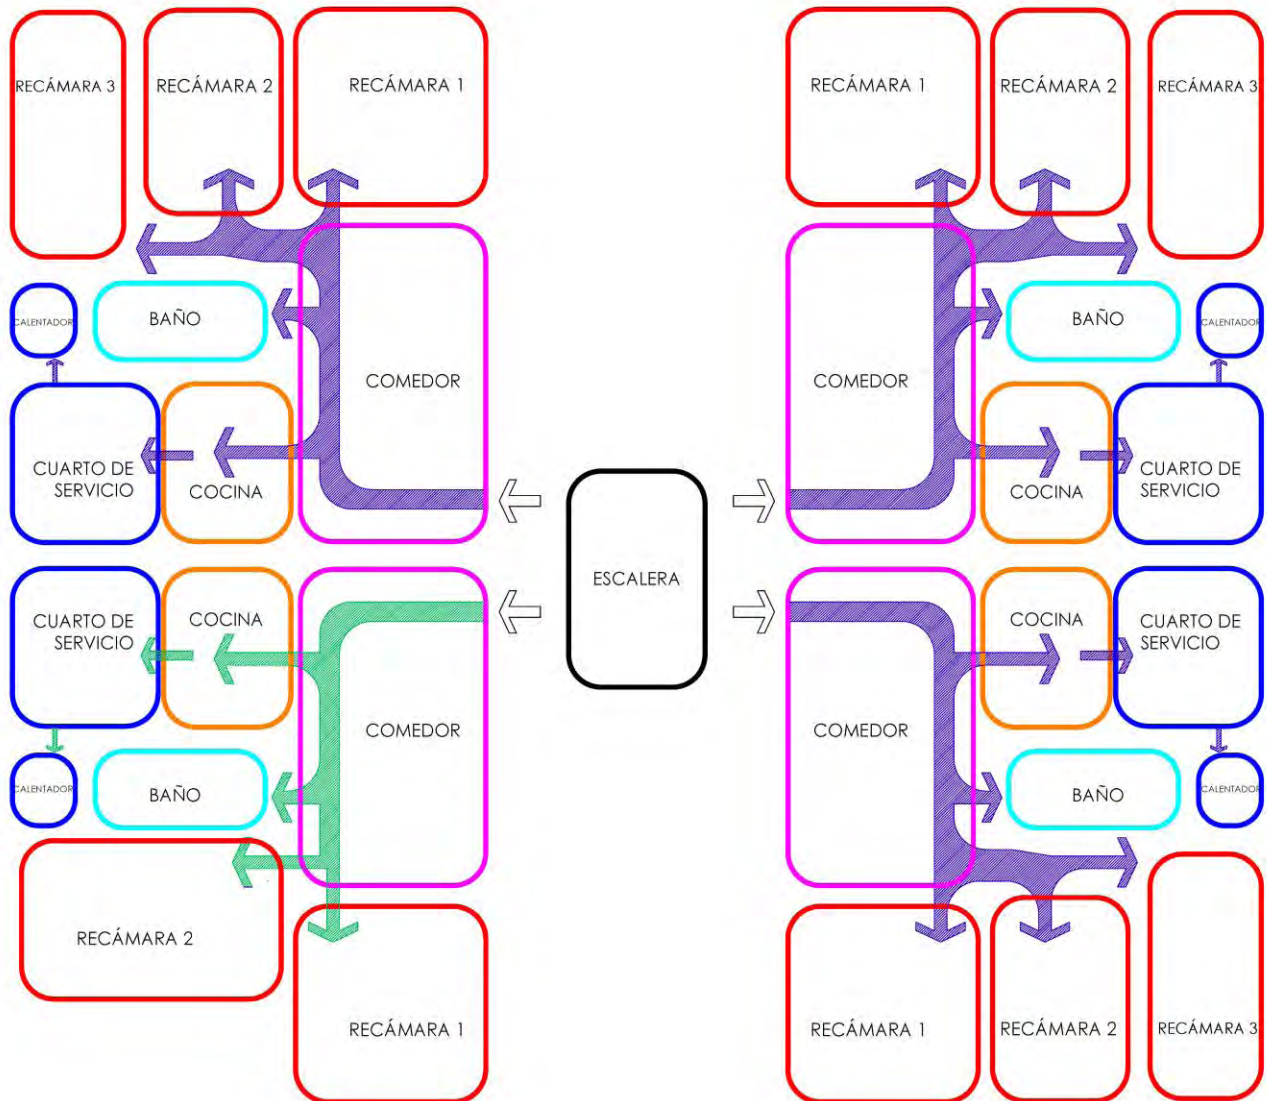 RECÁMARA 3
RECÁMARA 2
RECÁMARA 1
RECÁMARA 1
RECÁMARA 2
RECÁMARA 3
CALENTADOR
BAÑO
BAÑO
CALENTADOR
COMEDOR
COMEDOR
CUARTO DE
SERVICIO
COCINA
COCINA
CUARTO DE
SERVICIO
ESCALERA
CUARTO DE
SERVICIO
COCINA
COCINA
CUARTO DE
SERVICIO
COMEDOR
COMEDOR
CALENTADOR
BAÑO
BAÑO
CALENTADOR
RECÁMARA 2
RECÁMARA 1
RECÁMARA 1
RECÁMARA 2
RECÁMARA 3